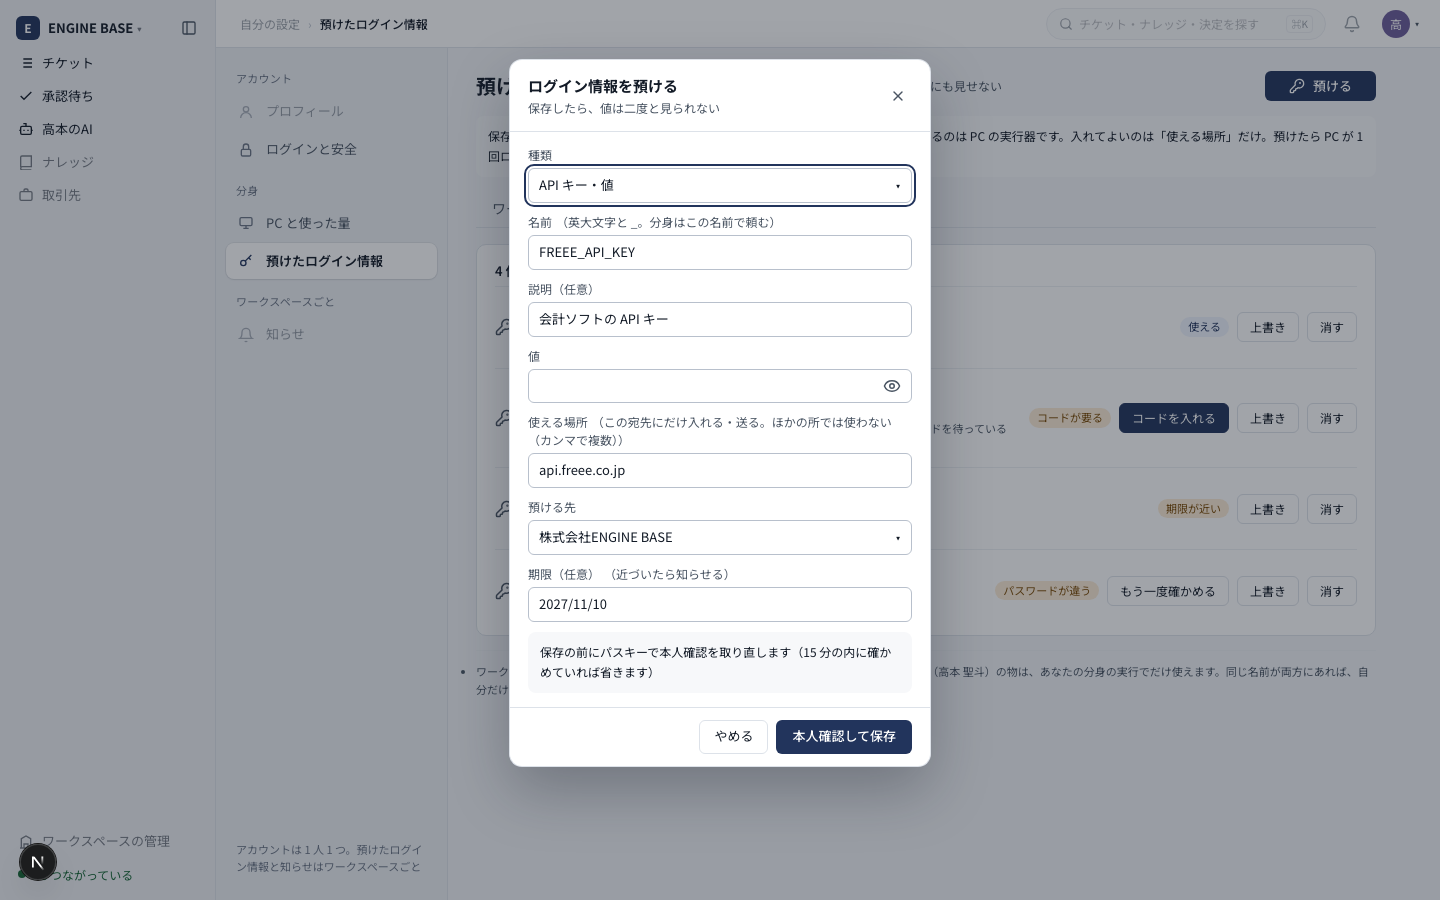 E ENGINE BASE
チケット
承認待ち
高本のAI
ナレッジ
取引先
ワークスペースの管理
N
つながっている
自分の設定 › 預けたログイン情報
チケット・ナレッジ・決定を探す ⌘K
高
アカウント
プロフィール
ログインと安全
分身
PC と使った量
預けたログイン情報
ワークスペースごと
知らせ
アカウントは 1 人 1 つ。預けたログイ
ン情報と知らせはワークスペースごと
にも見せない
預ける
保存
るのは PC の実行器です。入れてよいのは「使える場所」だけ。預けたら PC が 1
使える 上書き 消す
ドを待っている
コードが要る コードを入れる 上書き 消す
期限が近い 上書き 消す
パスワードが違う もう一度確かめる 上書き 消す
ワーク
（高本 聖斗）の物は、あなたの分身の実行でだけ使えます。同じ名前が両方にあれば、自
分だけ
ログイン情報を預ける
保存したら、値は二度と見られない
種類
API キー・値
名前 （英大文字と _。分身はこの名前で頼む）
FREEE_API_KEY
説明（任意）
会計ソフトの API キー
値
使える場所 （この宛先にだけ入れる・送る。ほかの所では使わない
（カンマで複数））
api.freee.co.jp
預ける先
株式会社ENGINE BASE
期限（任意） （近づいたら知らせる）
2027/11/10
保存の前にパスキーで本人確認を取り直します（15 分の内に確か
めていれば省きます）
やめる 本人確認して保存